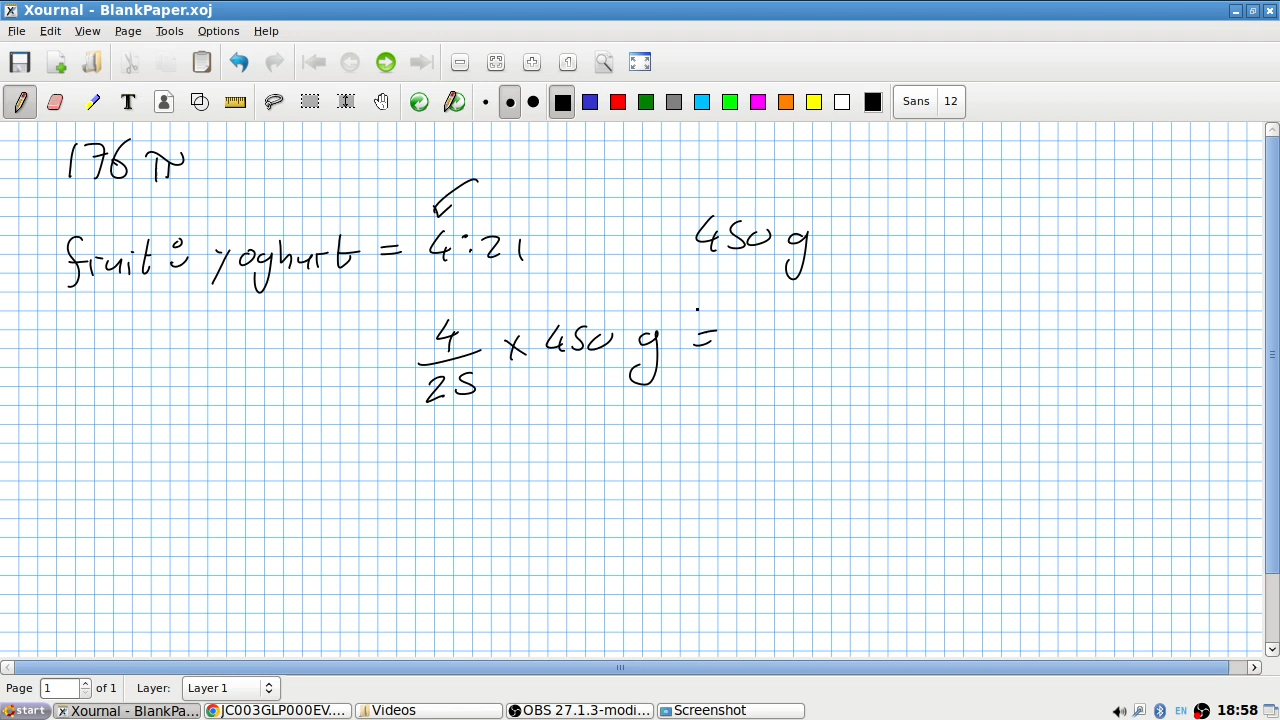 Xournal - BlankPaper.xoj
File Edit View Page Tools Options Help
Sans 12
176 π
fruit : yoghurt = 4:21
450 g
4/25 × 450 g =
Page 1 of 1 Layer: Layer 1
start Xournal - BlankPa... JC003GLP000EV.... Videos OBS 27.1.3-modi... Screenshot EN 18:58